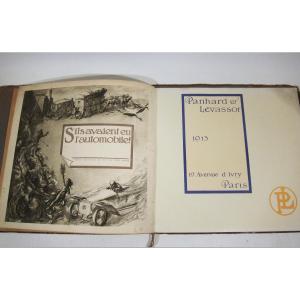 S'ils avaient eu
l'automobile!
Panhard &
Levassor
1913
19, Avenue d'Ivry
Paris
PL